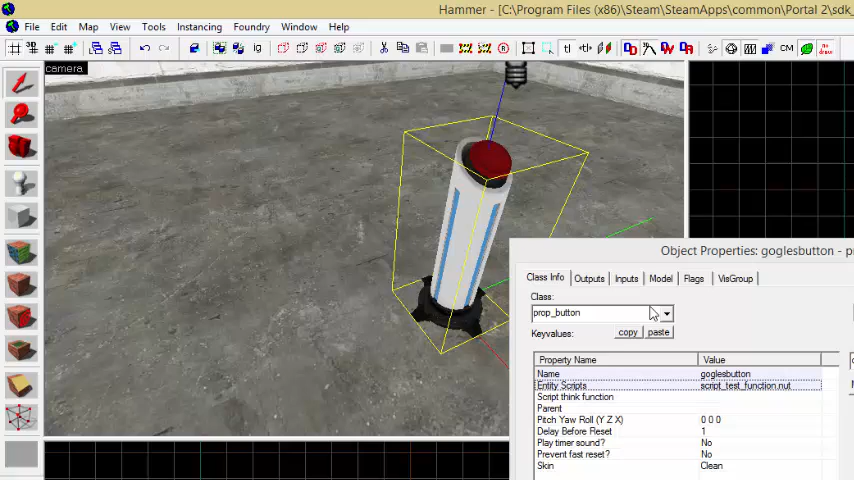 Hammer - [C:\Program Files (x86)\Steam\SteamApps\common\Portal 2\sdk_
File Edit Map View Tools Instancing Foundry Window Help
camera
Object Properties: goglesbutton - pr
Class Info Outputs Inputs Model Flags VisGroup
Class:
prop_button
Keyvalues: copy paste
Property Name Value
Name goglesbutton
Entity Scripts script_test_function.nut
Script think function
Parent
Pitch Yaw Roll (Y Z X) 0 0 0
Delay Before Reset 1
Play timer sound? No
Prevent fast reset? No
Skin Clean